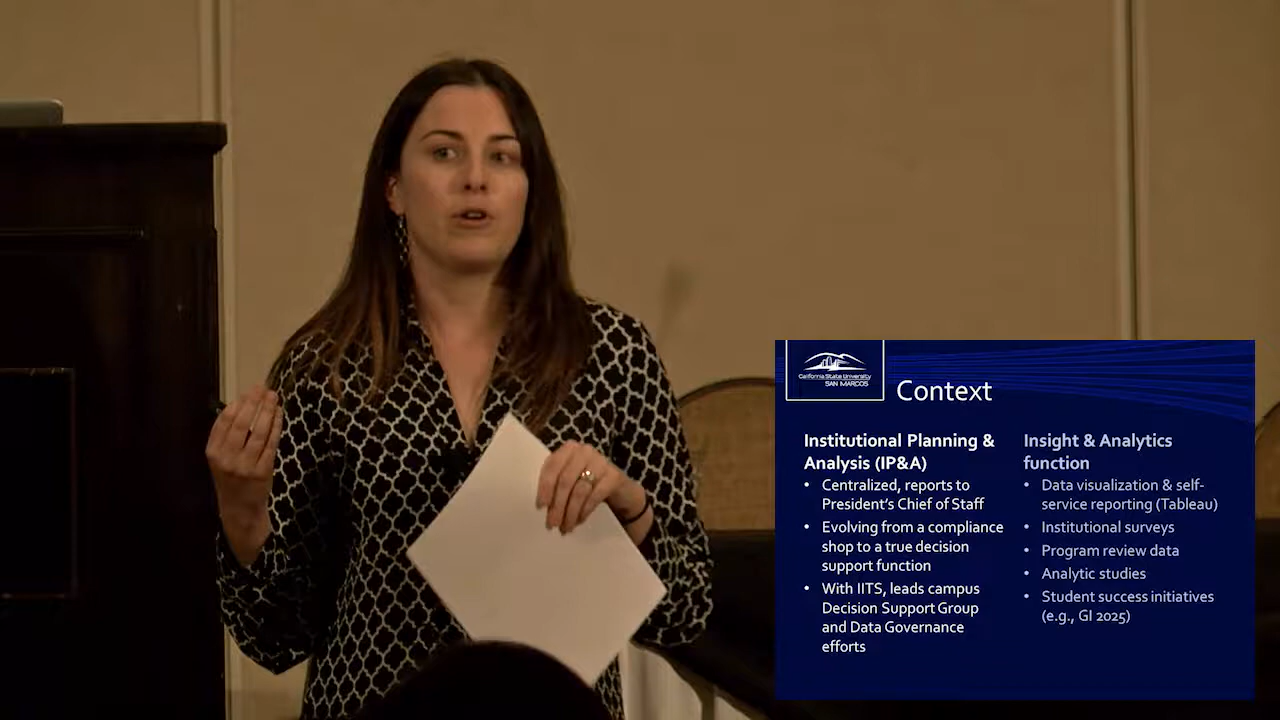 California State University
SAN MARCOS
Context
Institutional Planning &
Analysis (IP&A)
• Centralized, reports to
President's Chief of Staff
• Evolving from a compliance
shop to a true decision
support function
• With IITS, leads campus
Decision Support Group
and Data Governance
efforts
Insight & Analytics
function
• Data visualization & self-
service reporting (Tableau)
• Institutional surveys
• Program review data
• Analytic studies
• Student success initiatives
(e.g., GI 2025)